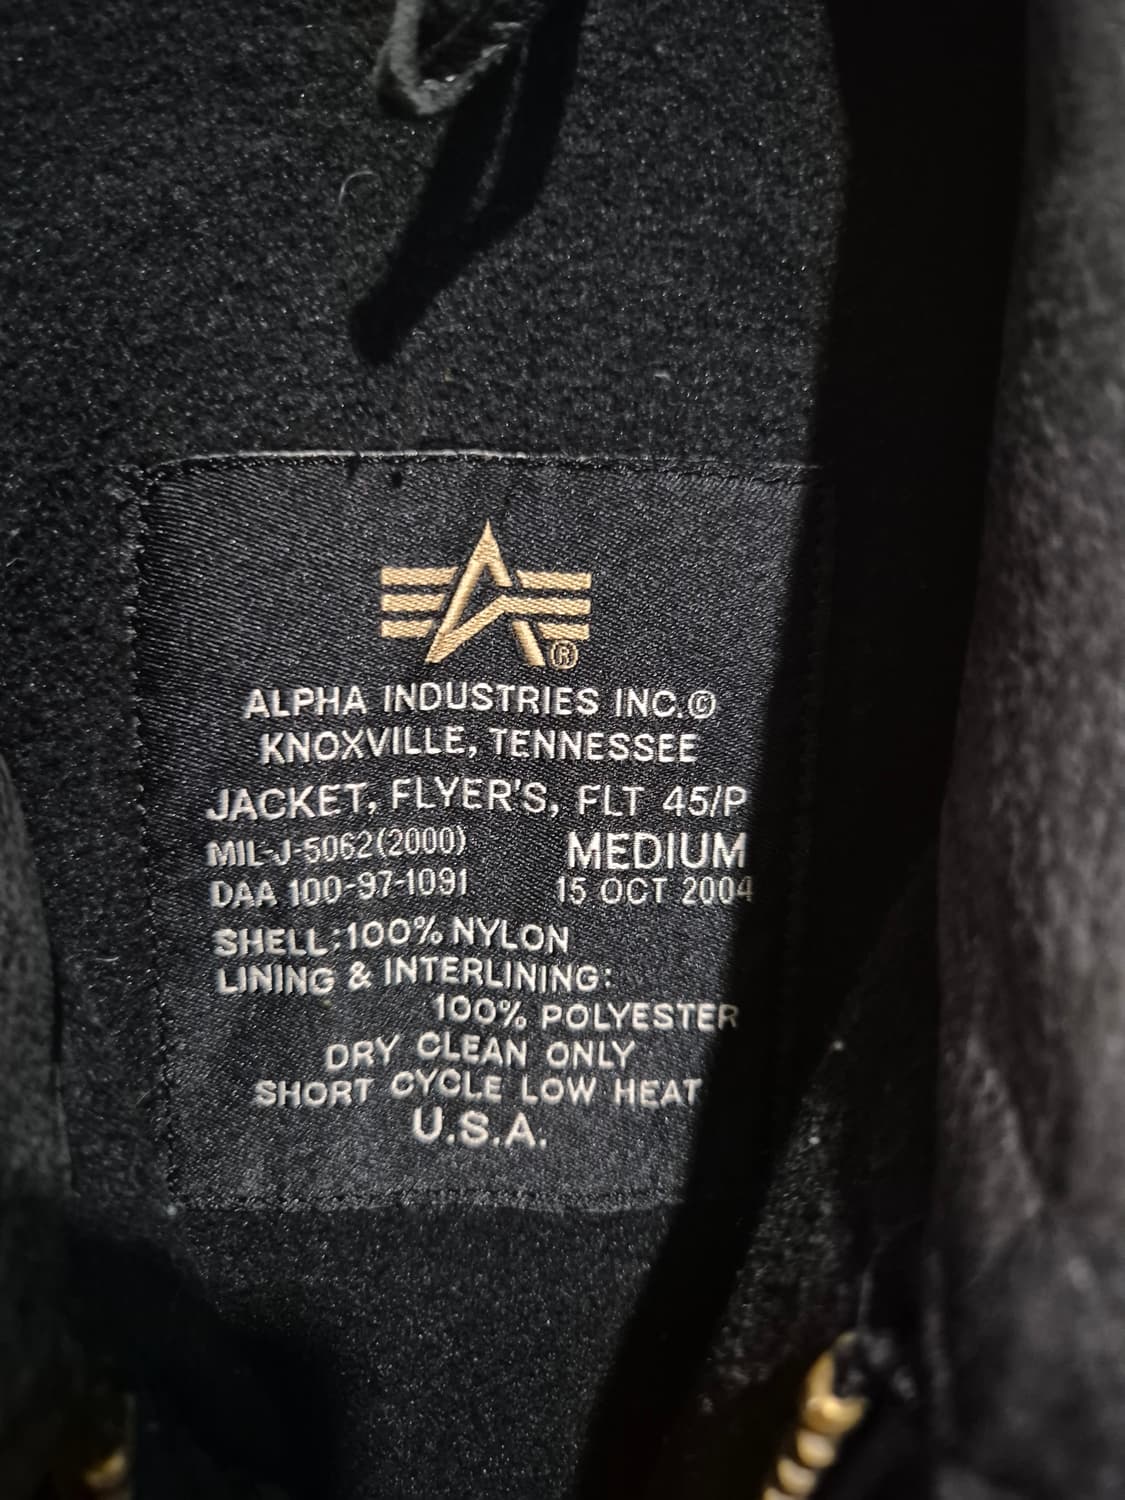 ®
ALPHA INDUSTRIES INC.©
KNOXVILLE, TENNESSEE
JACKET, FLYER'S, FLT 45/P
MIL-J-5062(2000) MEDIUM
DAA 100-97-1091 15 OCT 2004
SHELL:100% NYLON
LINING & INTERLINING:
100% POLYESTER
DRY CLEAN ONLY
SHORT CYCLE LOW HEAT
U.S.A.